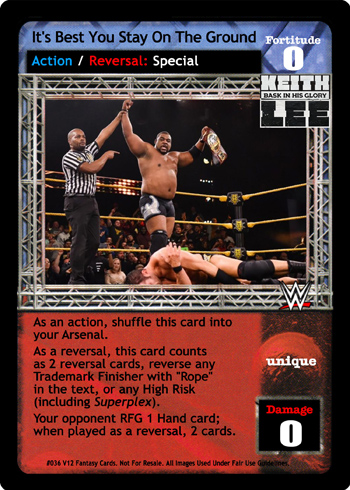 It's Best You Stay On The Ground
Fortitude
0
Action / Reversal: Special
KEITH
BASK IN HIS GLORY
LEE
W
As an action, shuffle this card into
your Arsenal.
As a reversal, this card counts
as 2 reversal cards, reverse any
Trademark Finisher with "Rope"
in the text, or any High Risk
(including Superplex).
Your opponent RFG 1 Hand card;
when played as a reversal, 2 cards.
unique
Damage
0
#036 V12 Fantasy Cards. Not For Resale. All Images Used Under Fair Use Guidelines.